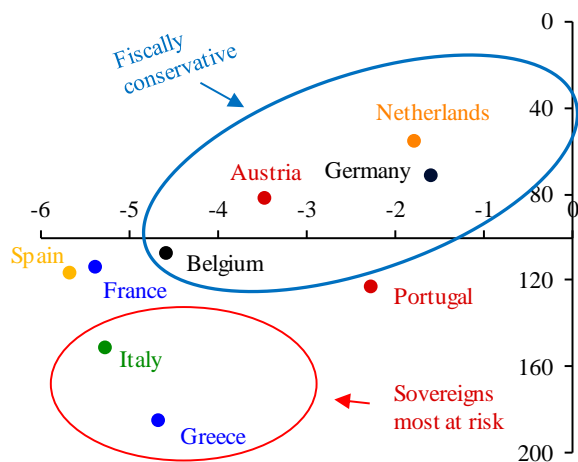 0
Fiscally
conservative
40
Netherlands
Austria
Germany
80
-6 -5 -4 -3 -2 -1 0
Spain
Belgium
France
120
Portugal
160
Italy
Sovereigns
most at risk
Greece
200